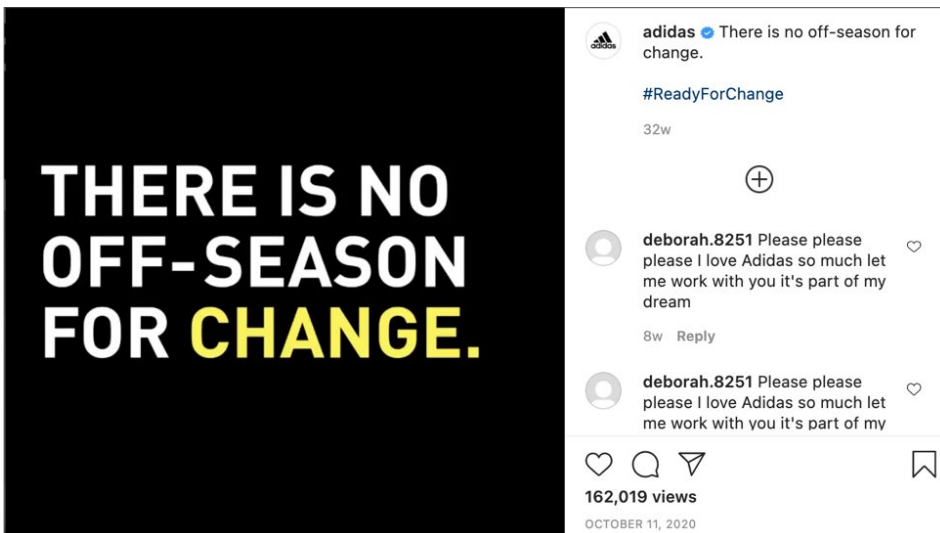 THERE IS NO
OFF-SEASON
FOR CHANGE.
adidas
adidas There is no off-season for
change.
#ReadyForChange
32w
deborah.8251 Please please
please I love Adidas so much let
me work with you it's part of my
dream
8w Reply
deborah.8251 Please please
please I love Adidas so much let
me work with you it's part of my
162,019 views
OCTOBER 11, 2020